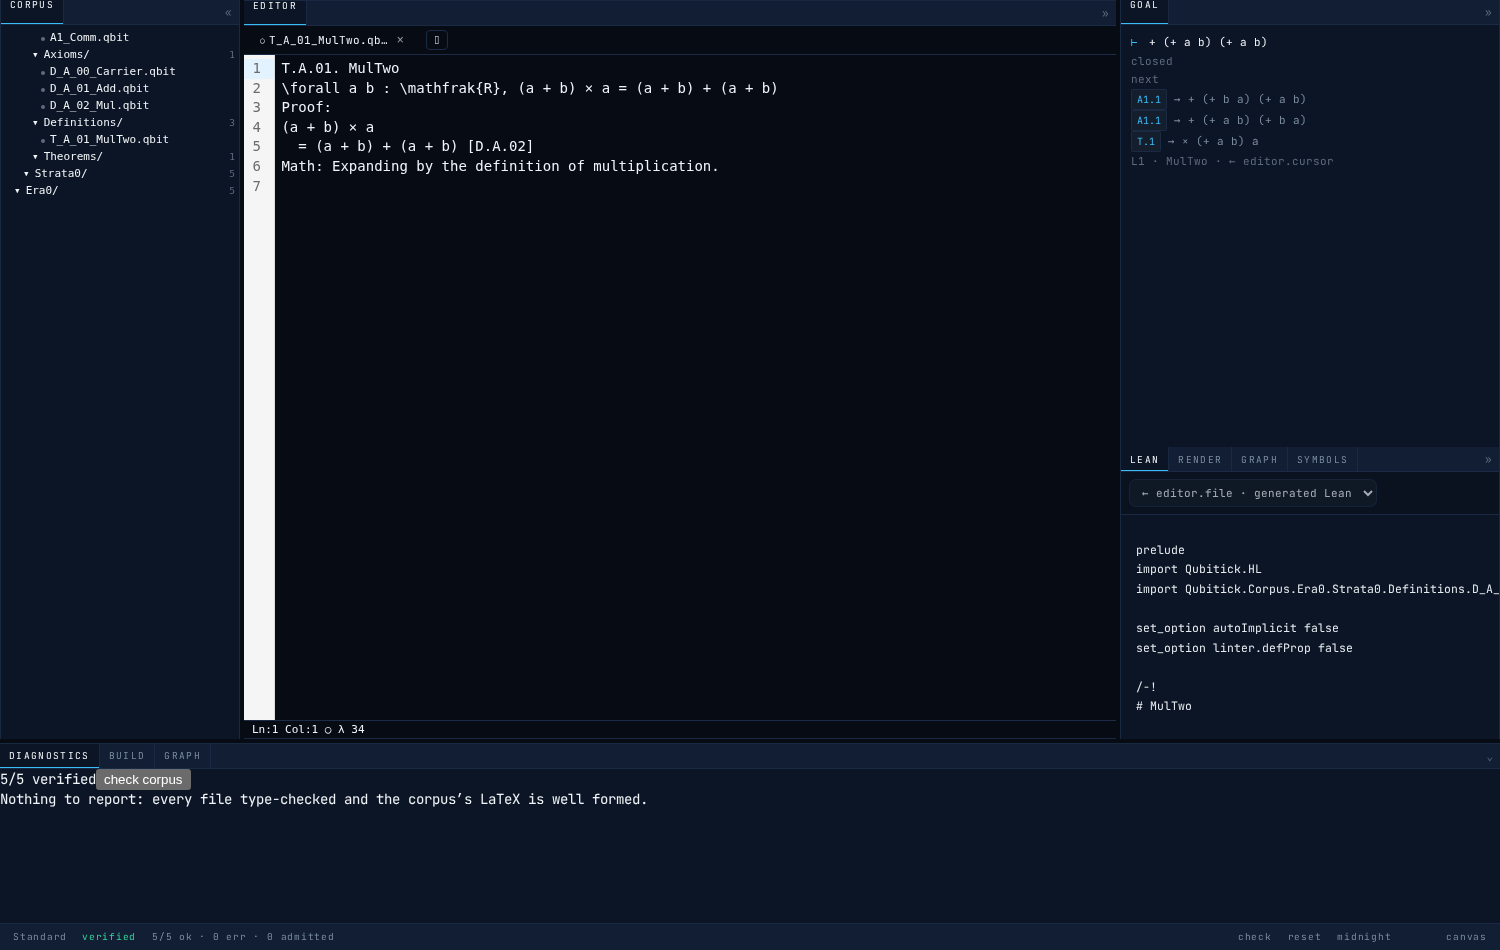 CORPUS «
A1_Comm.qbit
▾ Axioms/ 1
D_A_00_Carrier.qbit
D_A_01_Add.qbit
D_A_02_Mul.qbit
▾ Definitions/ 3
T_A_01_MulTwo.qbit
▾ Theorems/ 1
▾ Strata0/ 5
▾ Era0/ 5
EDITOR »
○ T_A_01_MulTwo.qb… ×
1 T.A.01. MulTwo
2 \forall a b : \mathfrak{R}, (a + b) × a = (a + b) + (a + b)
3 Proof:
4 (a + b) × a
5   = (a + b) + (a + b) [D.A.02]
6 Math: Expanding by the definition of multiplication.
7
Ln:1 Col:1 ○ λ 34
GOAL »
⊢ + (+ a b) (+ a b)
closed
next
A1.1 → + (+ b a) (+ a b)
A1.1 → + (+ a b) (+ b a)
T.1 → × (+ a b) a
L1 · MulTwo · ← editor.cursor
LEAN RENDER GRAPH SYMBOLS »
← editor.file · generated Lean
prelude
import Qubitick.HL
import Qubitick.Corpus.Era0.Strata0.Definitions.D_A_
set_option autoImplicit false
set_option linter.defProp false
/-!
# MulTwo
DIAGNOSTICS BUILD GRAPH
5/5 verified check corpus
Nothing to report: every file type-checked and the corpus’s LaTeX is well formed.
Standard verified 5/5 ok · 0 err · 0 admitted check reset midnight canvas